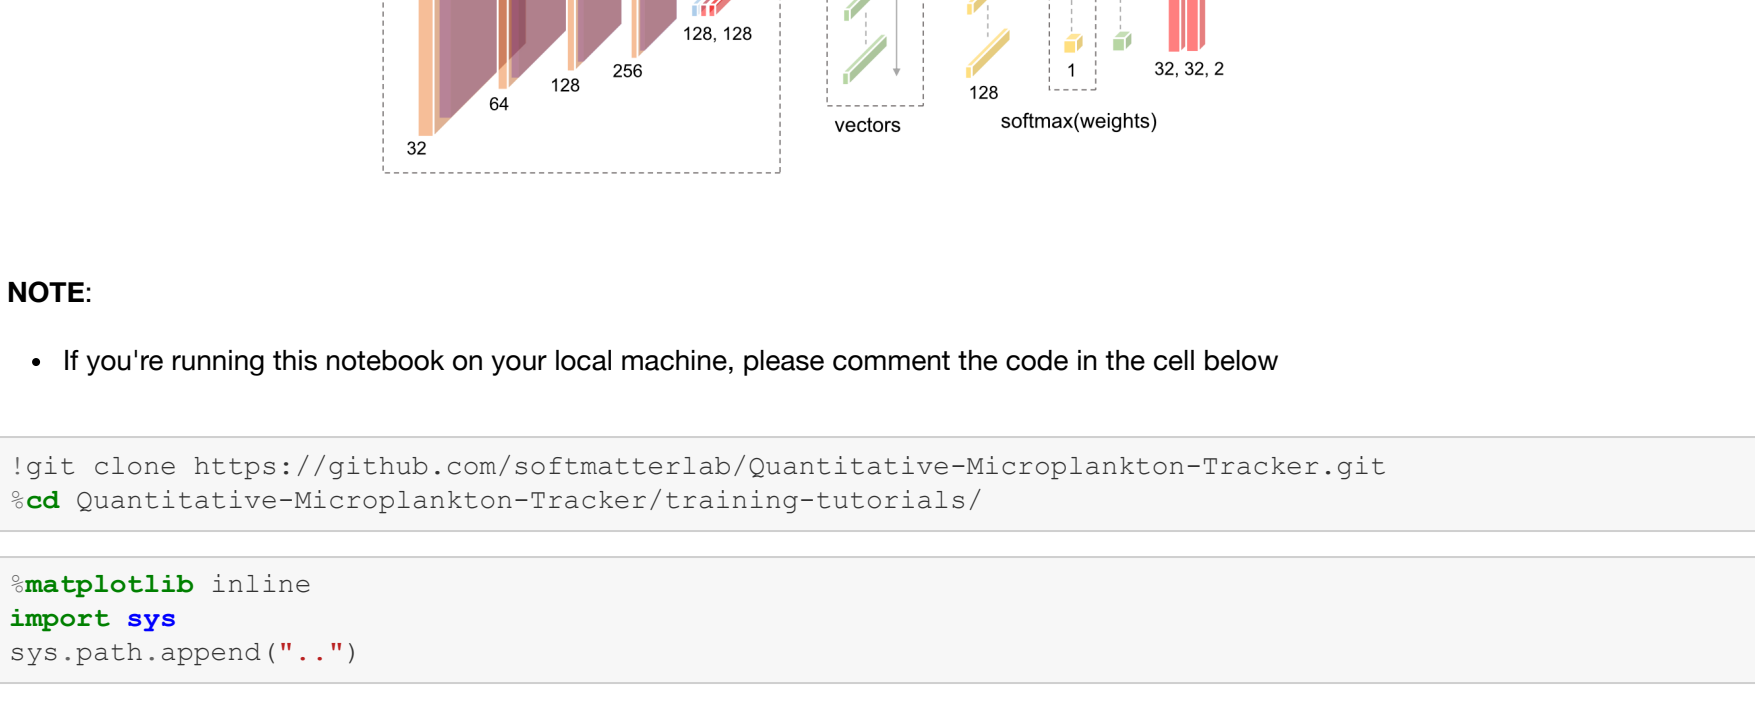 128, 128
256
128
64
32
vectors
128
1
softmax(weights)
32, 32, 2
NOTE:
• If you're running this notebook on your local machine, please comment the code in the cell below
!git clone https://github.com/softmatterlab/Quantitative-Microplankton-Tracker.git
%cd Quantitative-Microplankton-Tracker/training-tutorials/
%matplotlib inline
import sys
sys.path.append("..")